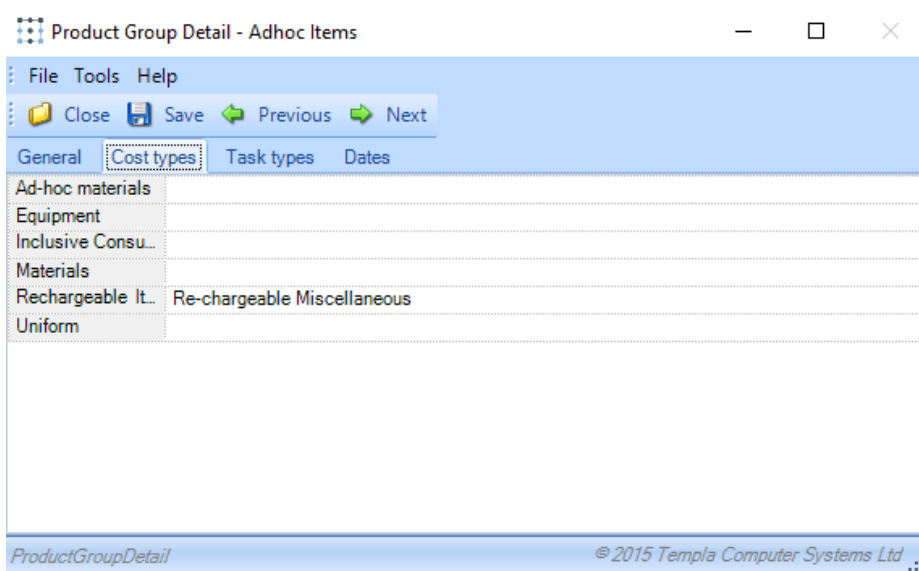 Product Group Detail - Adhoc Items
File Tools Help
Close Save Previous Next
General Cost types Task types Dates
Ad-hoc materials
Equipment
Inclusive Consu...
Materials
Rechargeable It... Re-chargeable Miscellaneous
Uniform
ProductGroupDetail © 2015 Templa Computer Systems Ltd